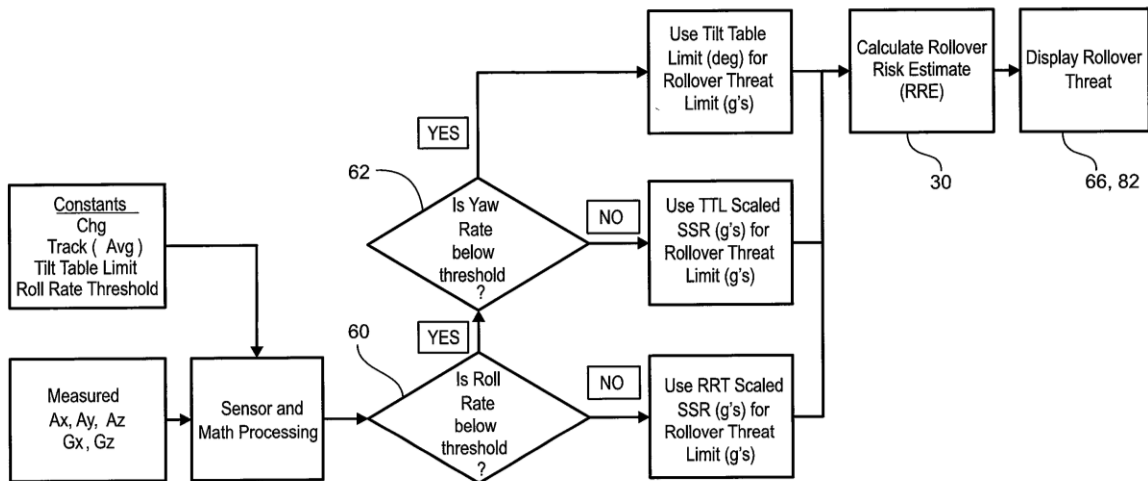 Constants
Chg
Track ( Avg )
Tilt Table Limit
Roll Rate Threshold
Measured
Ax, Ay, Az
Gx , Gz
Sensor and
Math Processing
60
Is Roll
Rate
below
threshold
?
YES
NO
62
Is Yaw
Rate
below
threshold
?
YES
NO
Use Tilt Table
Limit (deg) for
Rollover Threat
Limit (g's)
Use TTL Scaled
SSR (g's) for
Rollover Threat
Limit (g's)
Use RRT Scaled
SSR (g's) for
Rollover Threat
Limit (g's)
Calculate Rollover
Risk Estimate
(RRE)
30
Display Rollover
Threat
66, 82